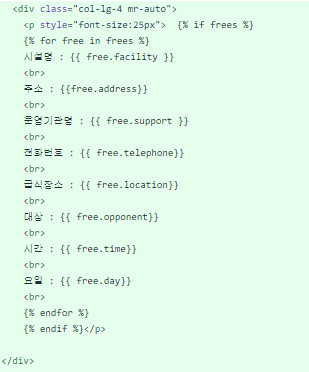 <div class="col-lg-4 mr-auto">
<p style="font-size:25px">  {% if frees %}
{% for free in frees %}
시설명 : {{ free.facility }}
<br>
주소 : {{free.address}}
<br>
운영기관명 : {{ free.support }}
<br>
전화번호 : {{ free.telephone}}
<br>
급식장소 : {{ free.location}}
<br>
대상 : {{ free.opponent}}
<br>
시간 : {{ free.time}}
<br>
요일 : {{ free.day}}
<br>
{% endfor %}
{% endif %}</p>
</div>